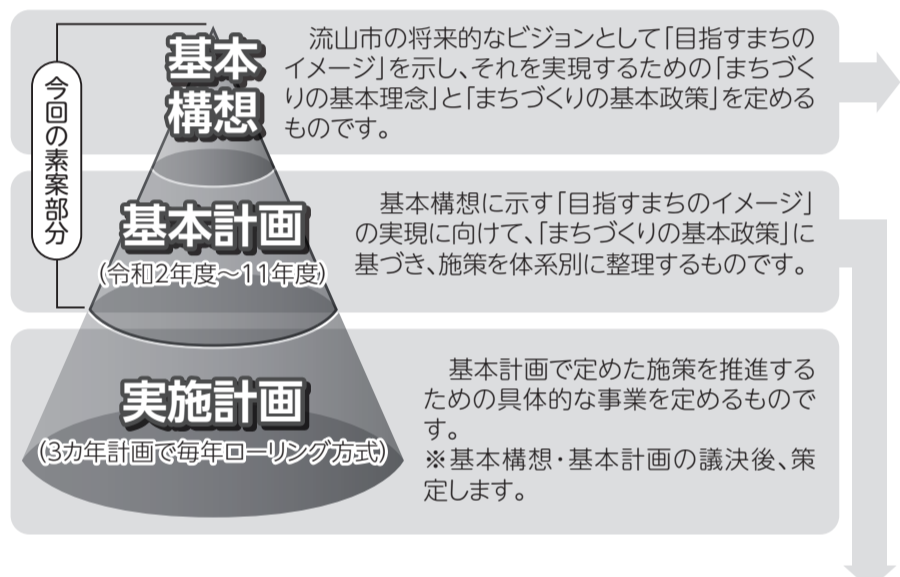 今回の素案部分
基本
構想
流山市の将来的なビジョンとして「目指すまちの
イメージ」を示し、それを実現するための「まちづく
りの基本理念」と「まちづくりの基本政策」を定める
ものです。
基本計画
(令和2年度～11年度)
基本構想に示す「目指すまちのイメージ」
の実現に向けて、「まちづくりの基本政策」に
基づき、施策を体系別に整理するものです。
実施計画
(3カ年計画で毎年ローリング方式)
基本計画で定めた施策を推進する
ための具体的な事業を定めるもので
す。
※基本構想・基本計画の議決後、策
定します。